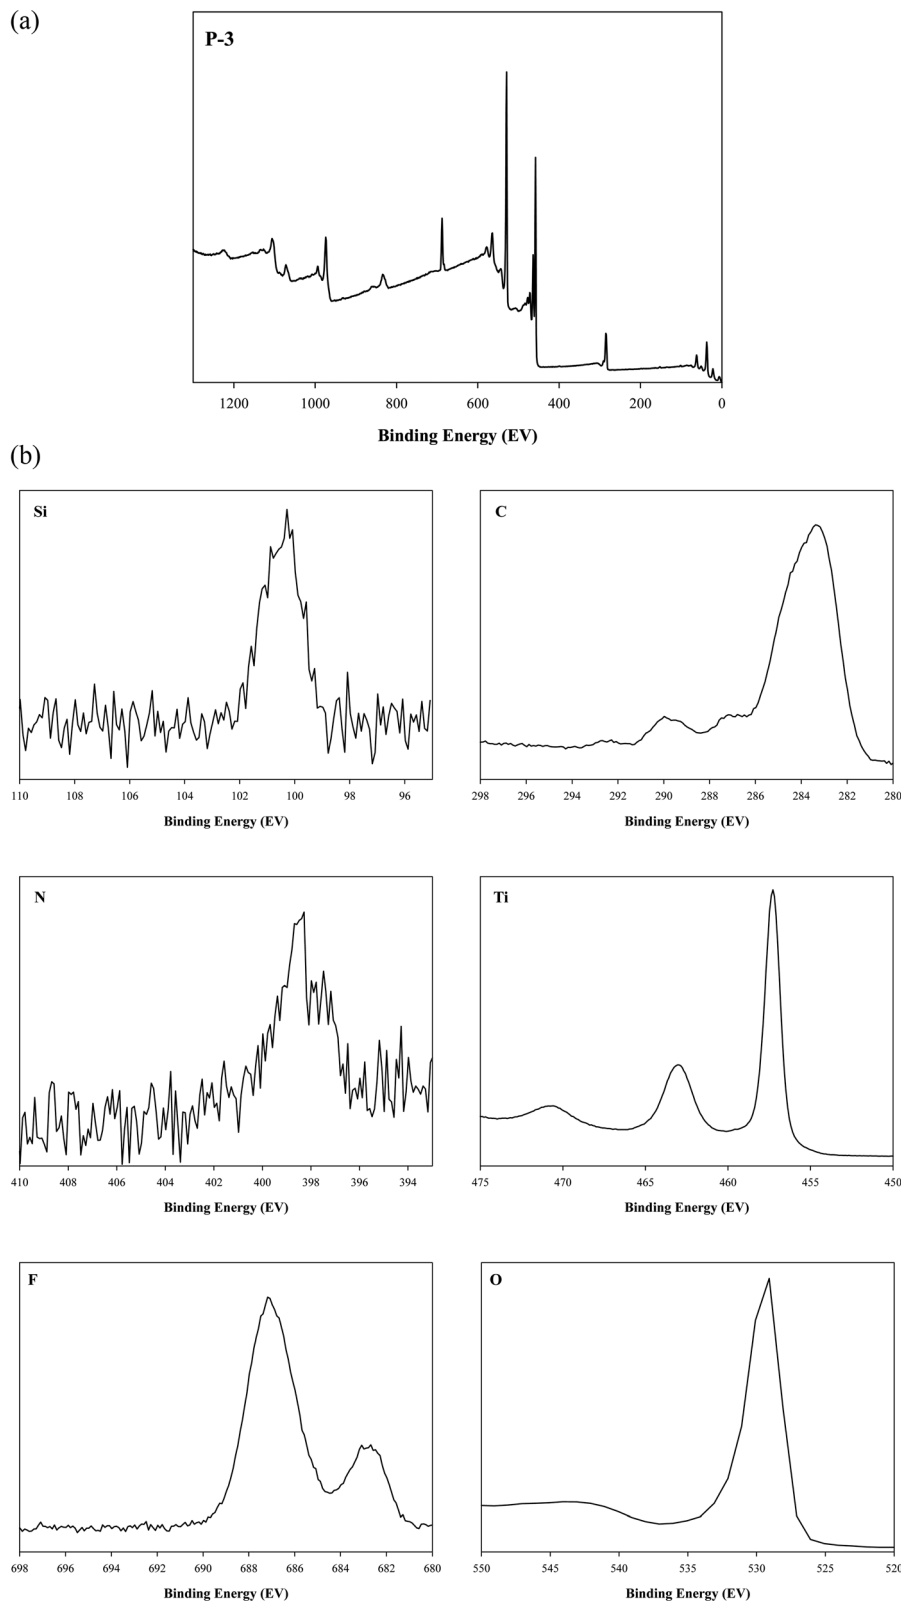 (a)
P-3
1200 1000 800 600 400 200 0
Binding Energy (EV)
(b)
Si
110 108 106 104 102 100 98 96
Binding Energy (EV)
C
298 296 294 292 290 288 286 284 282 280
Binding Energy (EV)
N
410 408 406 404 402 400 398 396 394
Binding Energy (EV)
Ti
475 470 465 460 455 450
Binding Energy (EV)
F
698 696 694 692 690 688 686 684 682 680
Binding Energy (EV)
O
550 545 540 535 530 525 520
Binding Energy (EV)